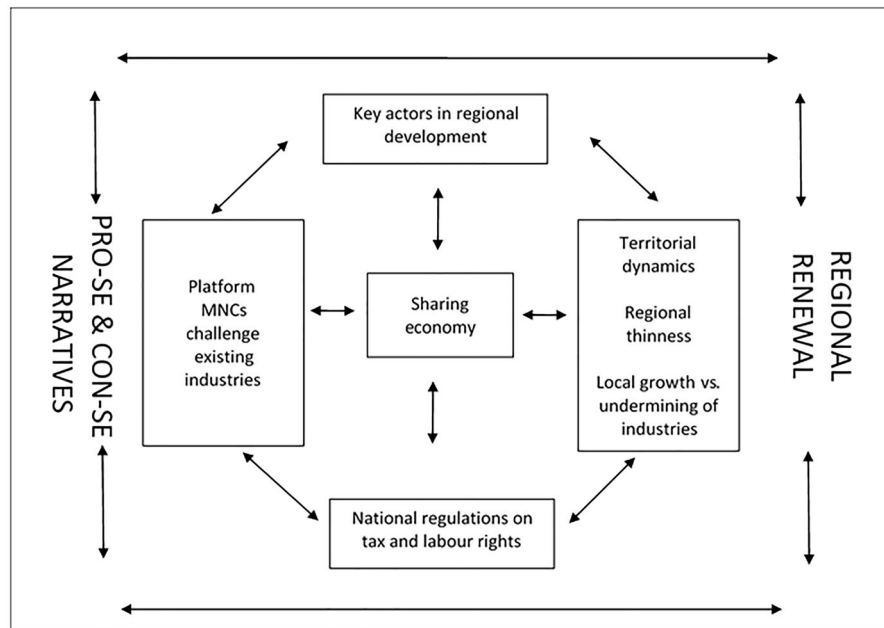 Key actors in regional
development
PRO-SE & CON-SE
NARRATIVES
Platform
MNCs
challenge
existing
industries
Sharing
economy
Territorial
dynamics
Regional
thinness
Local growth vs.
undermining of
industries
REGIONAL
RENEWAL
National regulations on
tax and labour rights